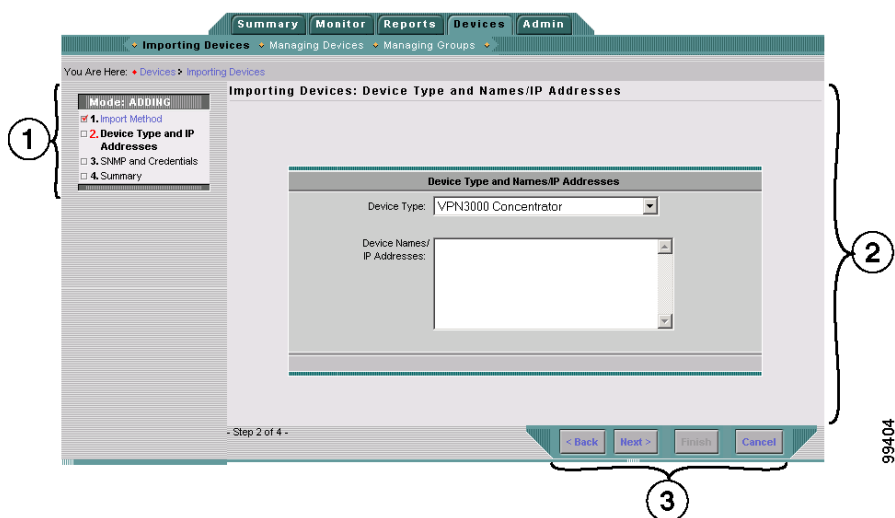 Summary Monitor Reports Devices Admin
Importing Devices Managing Devices Managing Groups
You Are Here: Devices > Importing Devices
Importing Devices: Device Type and Names/IP Addresses
1
Mode: ADDING
1. Import Method
2. Device Type and IP
Addresses
3. SNMP and Credentials
4. Summary
Device Type and Names/IP Addresses
Device Type: VPN3000 Concentrator
Device Names/
IP Addresses:
2
- Step 2 of 4 -
< Back Next > Finish Cancel
3
99404